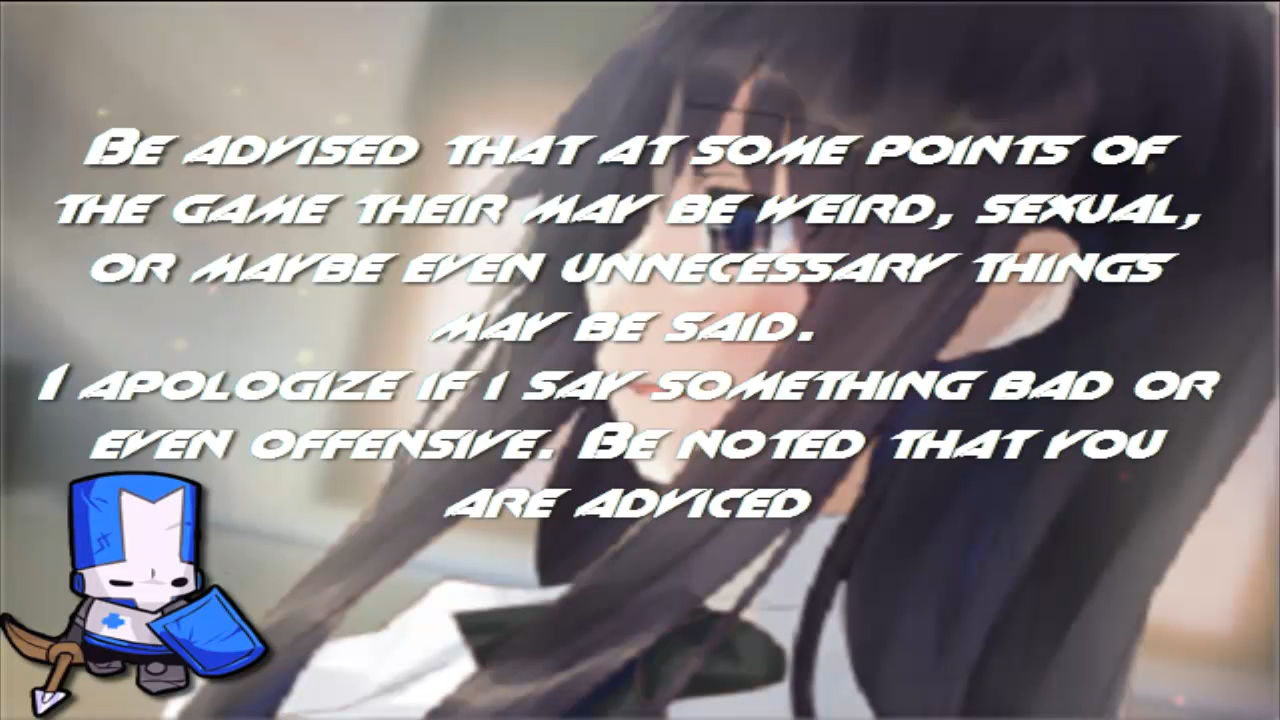 Be advised that at some points of
the game their may be weird, sexual,
or maybe even unnecessary things
may be said.
I apologize if i say something bad or
even offensive. Be noted that you
are adviced